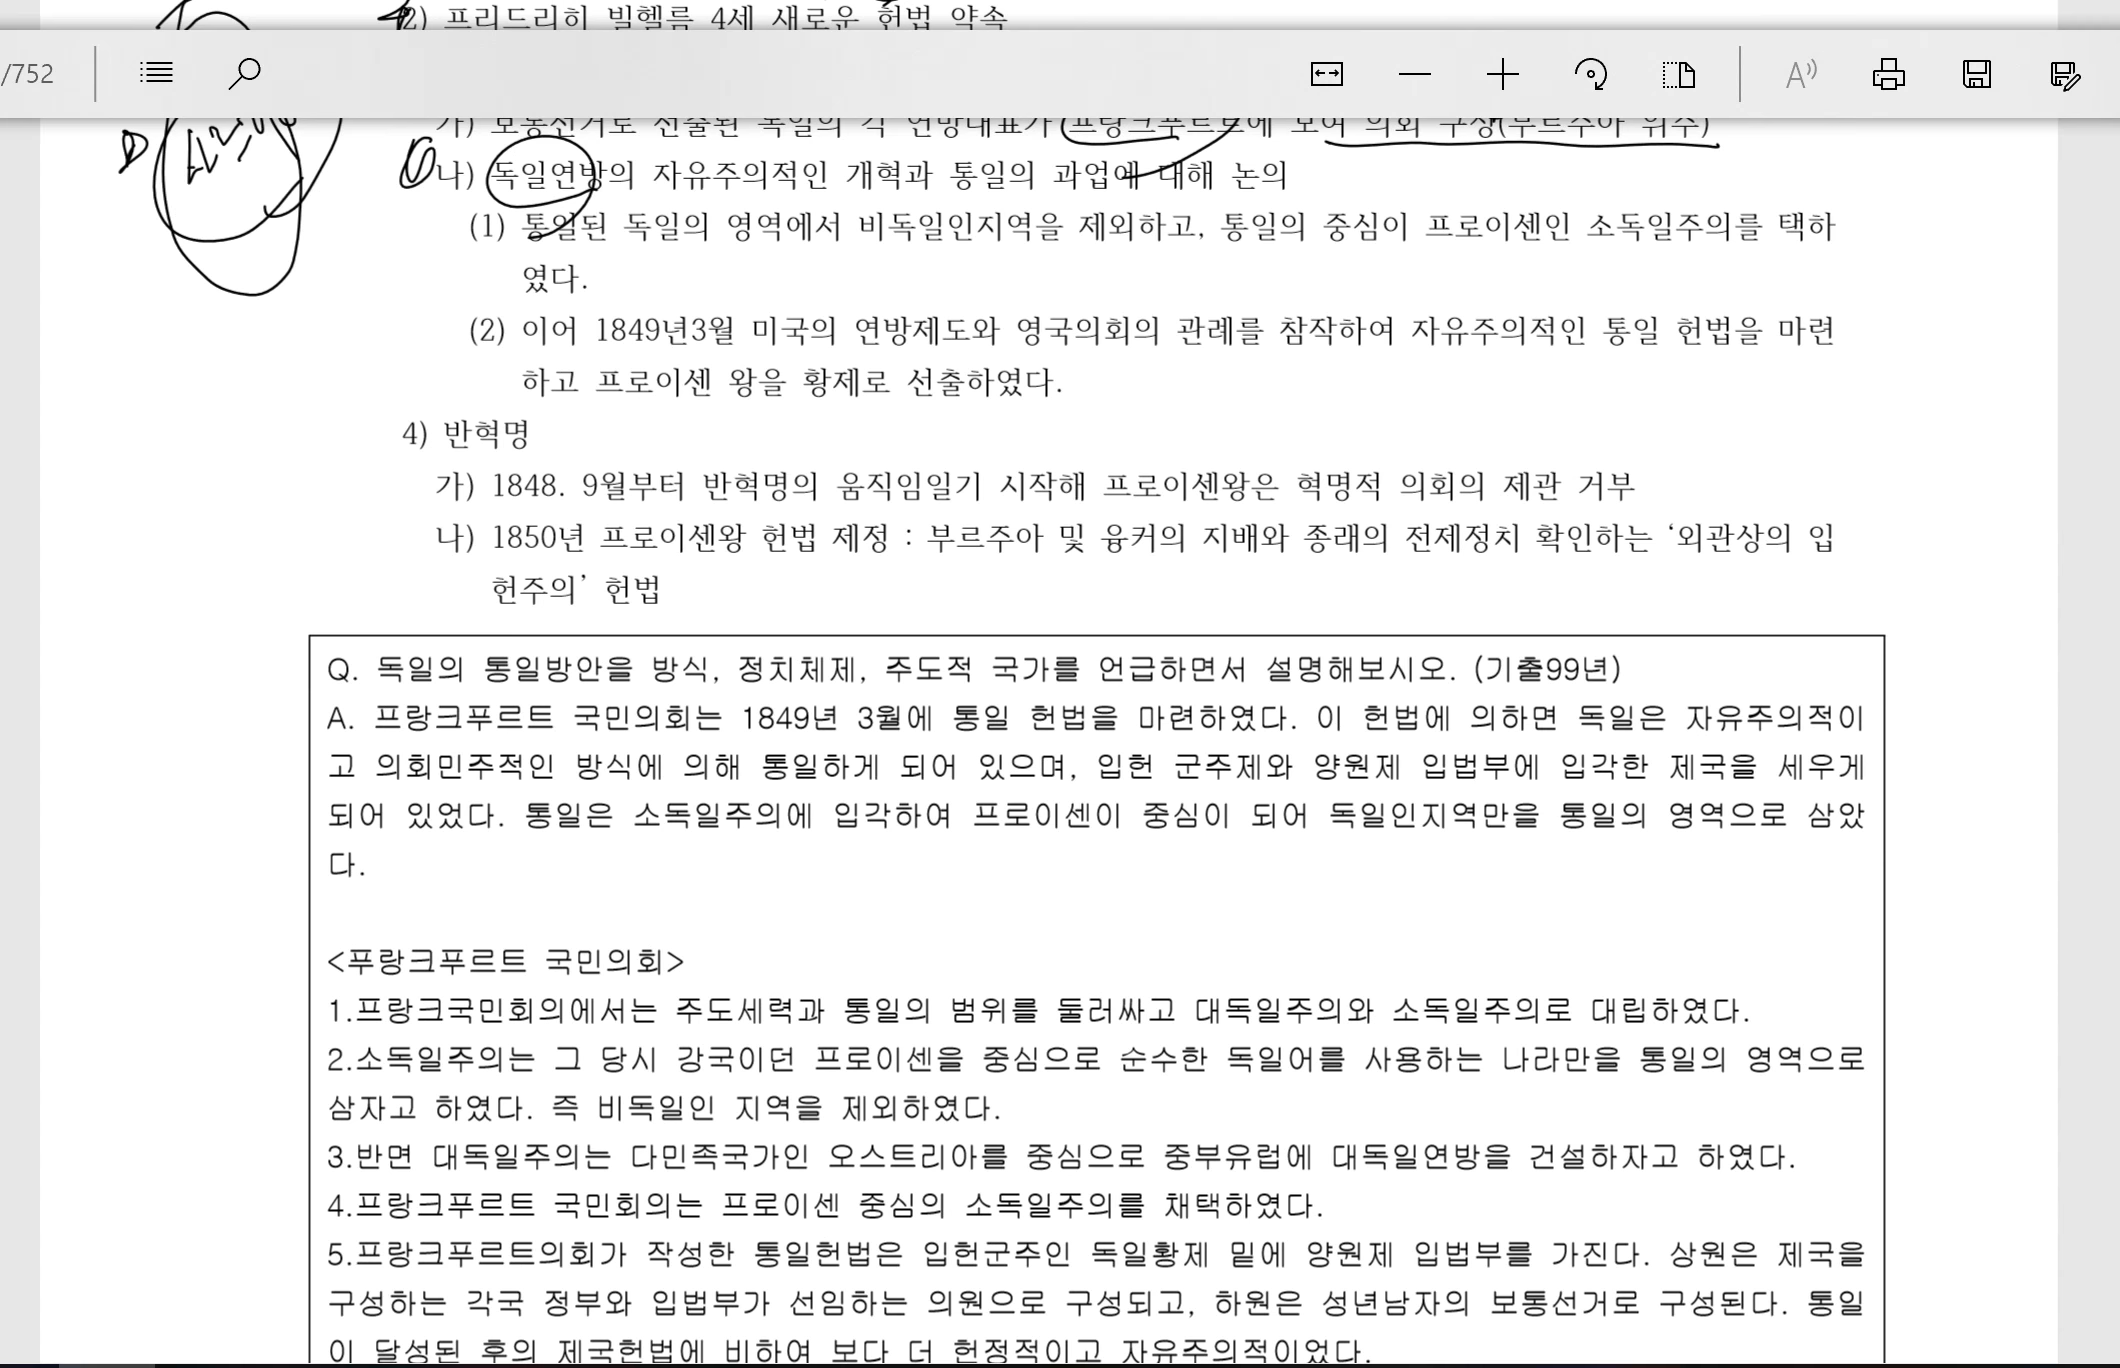 2) 프리드리히 빌헬름 4세 새로운 헌법 약속
/752
가) 보통선거로 선출된 독일의 각 연방대표가 프랑크푸르트에 모여 의회 구성(부르주아 위주)
나) 독일연방의 자유주의적인 개혁과 통일의 과업에 대해 논의
(1) 통일된 독일의 영역에서 비독일인지역을 제외하고, 통일의 중심이 프로이센인 소독일주의를 택하
였다.
(2) 이어 1849년3월 미국의 연방제도와 영국의회의 관례를 참작하여 자유주의적인 통일 헌법을 마련
하고 프로이센 왕을 황제로 선출하였다.
4) 반혁명
가) 1848. 9월부터 반혁명의 움직임일기 시작해 프로이센왕은 혁명적 의회의 제관 거부
나) 1850년 프로이센왕 헌법 제정 : 부르주아 및 융커의 지배와 종래의 전제정치 확인하는 ‘외관상의 입
헌주의’ 헌법
Q. 독일의 통일방안을 방식, 정치체제, 주도적 국가를 언급하면서 설명해보시오. (기출99년)
A. 프랑크푸르트 국민의회는 1849년 3월에 통일 헌법을 마련하였다. 이 헌법에 의하면 독일은 자유주의적이
고 의회민주적인 방식에 의해 통일하게 되어 있으며, 입헌 군주제와 양원제 입법부에 입각한 제국을 세우게
되어 있었다. 통일은 소독일주의에 입각하여 프로이센이 중심이 되어 독일인지역만을 통일의 영역으로 삼았
다.
<푸랑크푸르트 국민의회>
1.프랑크국민회의에서는 주도세력과 통일의 범위를 둘러싸고 대독일주의와 소독일주의로 대립하였다.
2.소독일주의는 그 당시 강국이던 프로이센을 중심으로 순수한 독일어를 사용하는 나라만을 통일의 영역으로
삼자고 하였다. 즉 비독일인 지역을 제외하였다.
3.반면 대독일주의는 다민족국가인 오스트리아를 중심으로 중부유럽에 대독일연방을 건설하자고 하였다.
4.프랑크푸르트 국민회의는 프로이센 중심의 소독일주의를 채택하였다.
5.프랑크푸르트의회가 작성한 통일헌법은 입헌군주인 독일황제 밑에 양원제 입법부를 가진다. 상원은 제국을
구성하는 각국 정부와 입법부가 선임하는 의원으로 구성되고, 하원은 성년남자의 보통선거로 구성된다. 통일
이 달성된 후의 제국헌법에 비하여 보다 더 헌정적이고 자유주의적이었다.